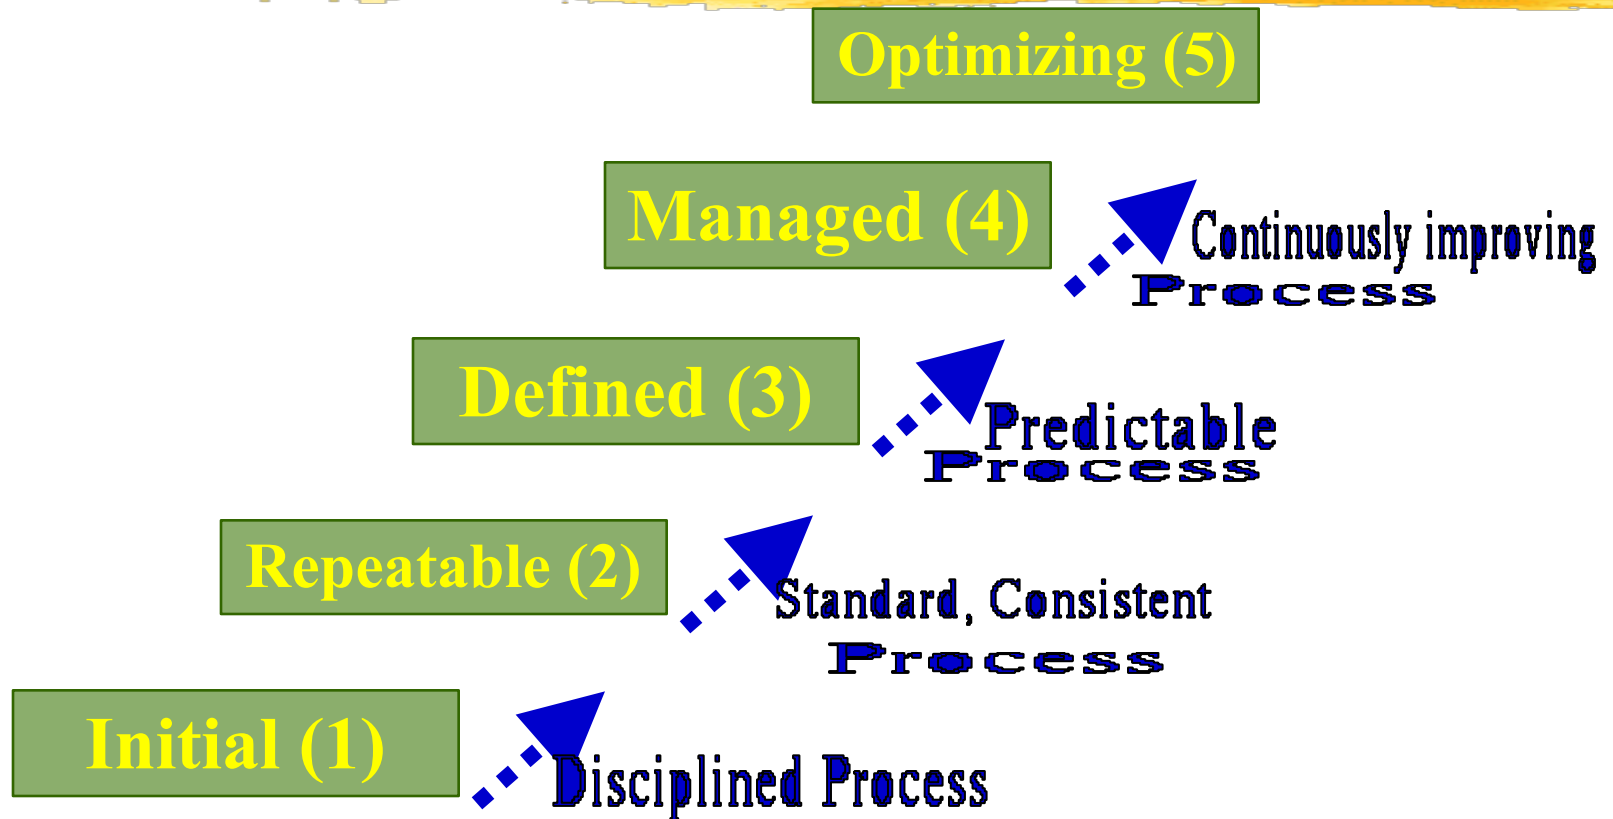 Optimizing (5)
Managed (4)
Continuously improving
Process
Defined (3)
Predictable
Process
Repeatable (2)
Standard, Consistent
Process
Initial (1)
Disciplined Process